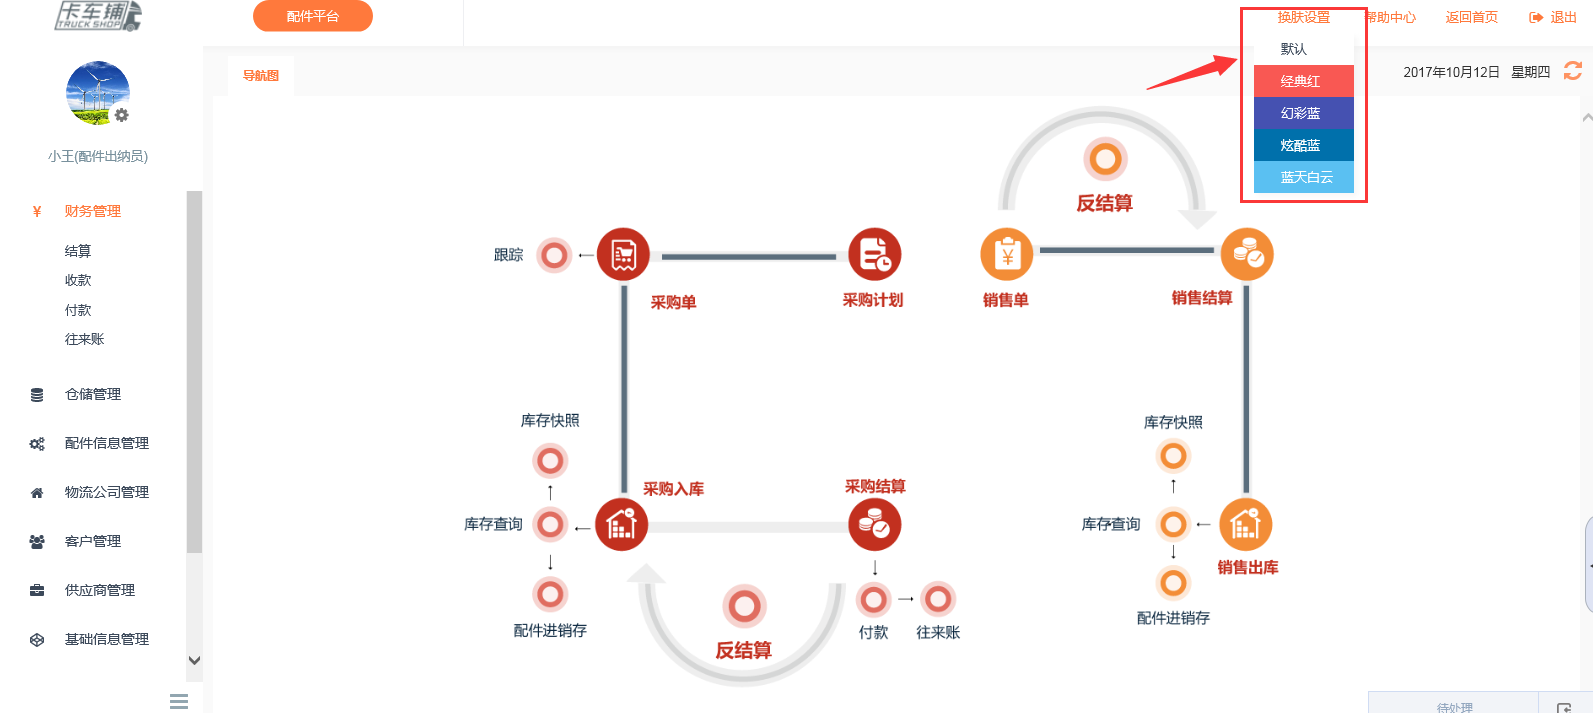 卡车铺
TRUCK SHOP
配件平台
换肤设置
帮助中心
返回首页
退出
默认
经典红
幻彩蓝
炫酷蓝
蓝天白云
导航图
2017年10月12日 星期四
小王(配件出纳员)
财务管理
结算
收款
付款
往来账
仓储管理
配件信息管理
物流公司管理
客户管理
供应商管理
基础信息管理
反结算
跟踪
采购单
采购计划
销售单
销售结算
库存快照
采购入库
采购结算
库存查询
配件进销存
反结算
付款
往来账
库存快照
库存查询
销售出库
配件进销存
待处理